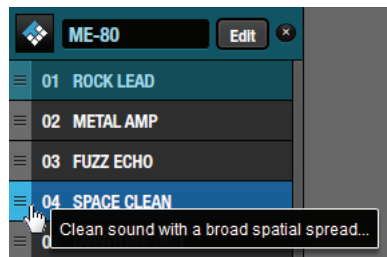 ME-80 Edit
01 ROCK LEAD
02 METAL AMP
03 FUZZ ECHO
04 SPACE CLEAN
Clean sound with a broad spatial spread...